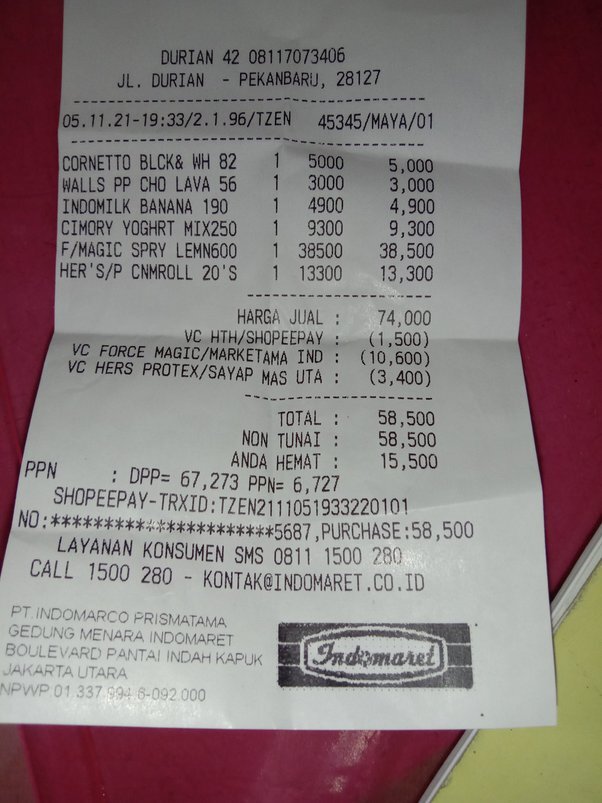 DURIAN 42 08117073406
JL. DURIAN - PEKANBARU, 28127
05.11.21-19:33/2.1.96/TZEN 45345/MAYA/01
CORNETTO BLCK& WH 82 1 5000 5,000
WALLS PP CHO LAVA 56 1 3000 3,000
INDOMILK BANANA 190 1 4900 4,900
CIMORY YOGHRT MIX250 1 9300 9,300
F/MAGIC SPRY LEMN600 1 38500 38,500
HER'S/P CNMROLL 20'S 1 13300 13,300
HARGA JUAL : 74,000
VC HTH/SHOPEEPAY : (1,500)
VC FORCE MAGIC/MARKETAMA IND : (10,600)
VC HERS PROTEX/SAYAP MAS UTA : (3,400)
TOTAL : 58,500
NON TUNAI : 58,500
ANDA HEMAT : 15,500
PPN : DPP= 67,273 PPN= 6,727
SHOPEEPAY-TRXID:TZEN2111051933220101
NO:*********************5687,PURCHASE:58,500
LAYANAN KONSUMEN SMS 0811 1500 280
CALL 1500 280 - KONTAK@INDOMARET.CO.ID
PT.INDOMARCO PRISMATAMA
GEDUNG MENARA INDOMARET
BOULEVARD PANTAI INDAH KAPUK
JAKARTA UTARA
NPWP 01.337.994.6-092.000
Indomaret